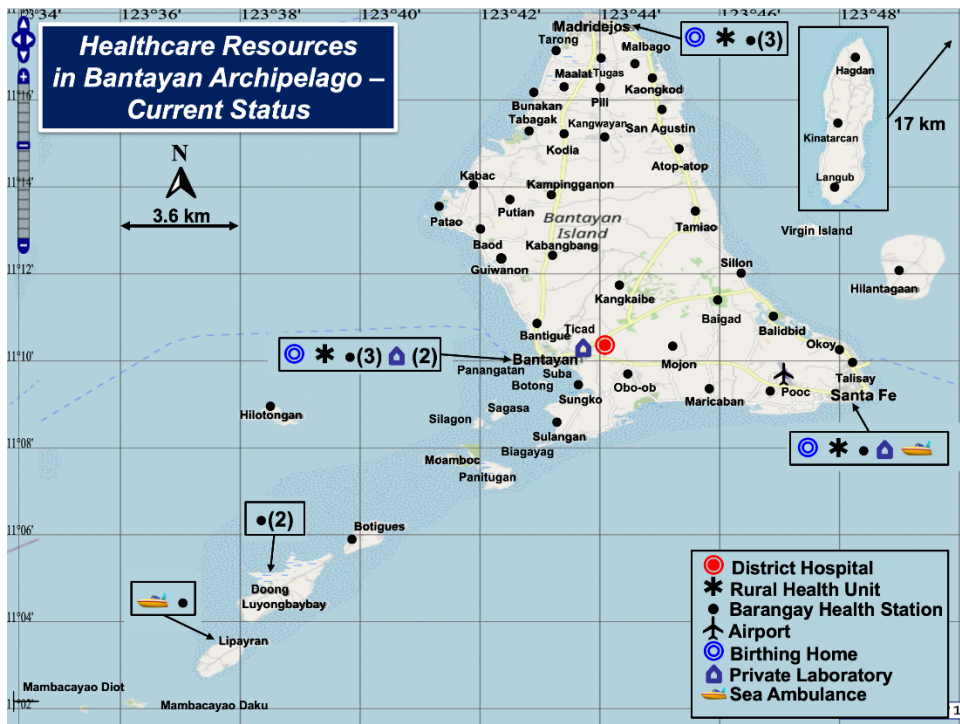 123°34' 123°36' 123°38' 123°40' 123°42' 123°44' 123°46' 123°48'
Healthcare Resources
in Bantayan Archipelago –
Current Status
Madridejos
(3)
Tarong
Malbago
Hagdan
Maalat
Tugas
Kaongkod
11°16'
Bunakan
Pili
17 km
Tabagak
Kangwayan
San Agustin
Kinatarcan
N
Kodia
Atop-atop
Kabac
Kampingganon
Langub
11°14'
3.6 km
Putian
Bantayan
Island
Patao
Tamiao
Virgin Island
Baod
Kabangbang
Guiwanon
Sillon
11°12'
Hilantagaan
Kangkaibe
Baigad
Bantigue
Ticad
Balidbid
(3) (2)
Bantayan
Okoy
11°10'
Panangatan
Suba
Mojon
Talisay
Botong
Obo-ob
Pooc
Santa Fe
Sungko
Maricaban
Hilotongan
Sagasa
Silagon
Sulangan
11°08'
Biagayag
Moamboc
Panitugan
(2)
Botigues
11°06'
Doong
Luyongbaybay
11°04'
Lipayran
District Hospital
Rural Health Unit
Barangay Health Station
Airport
Birthing Home
Private Laboratory
Sea Ambulance
Mambacayao Diot
11°02'
Mambacayao Daku
1